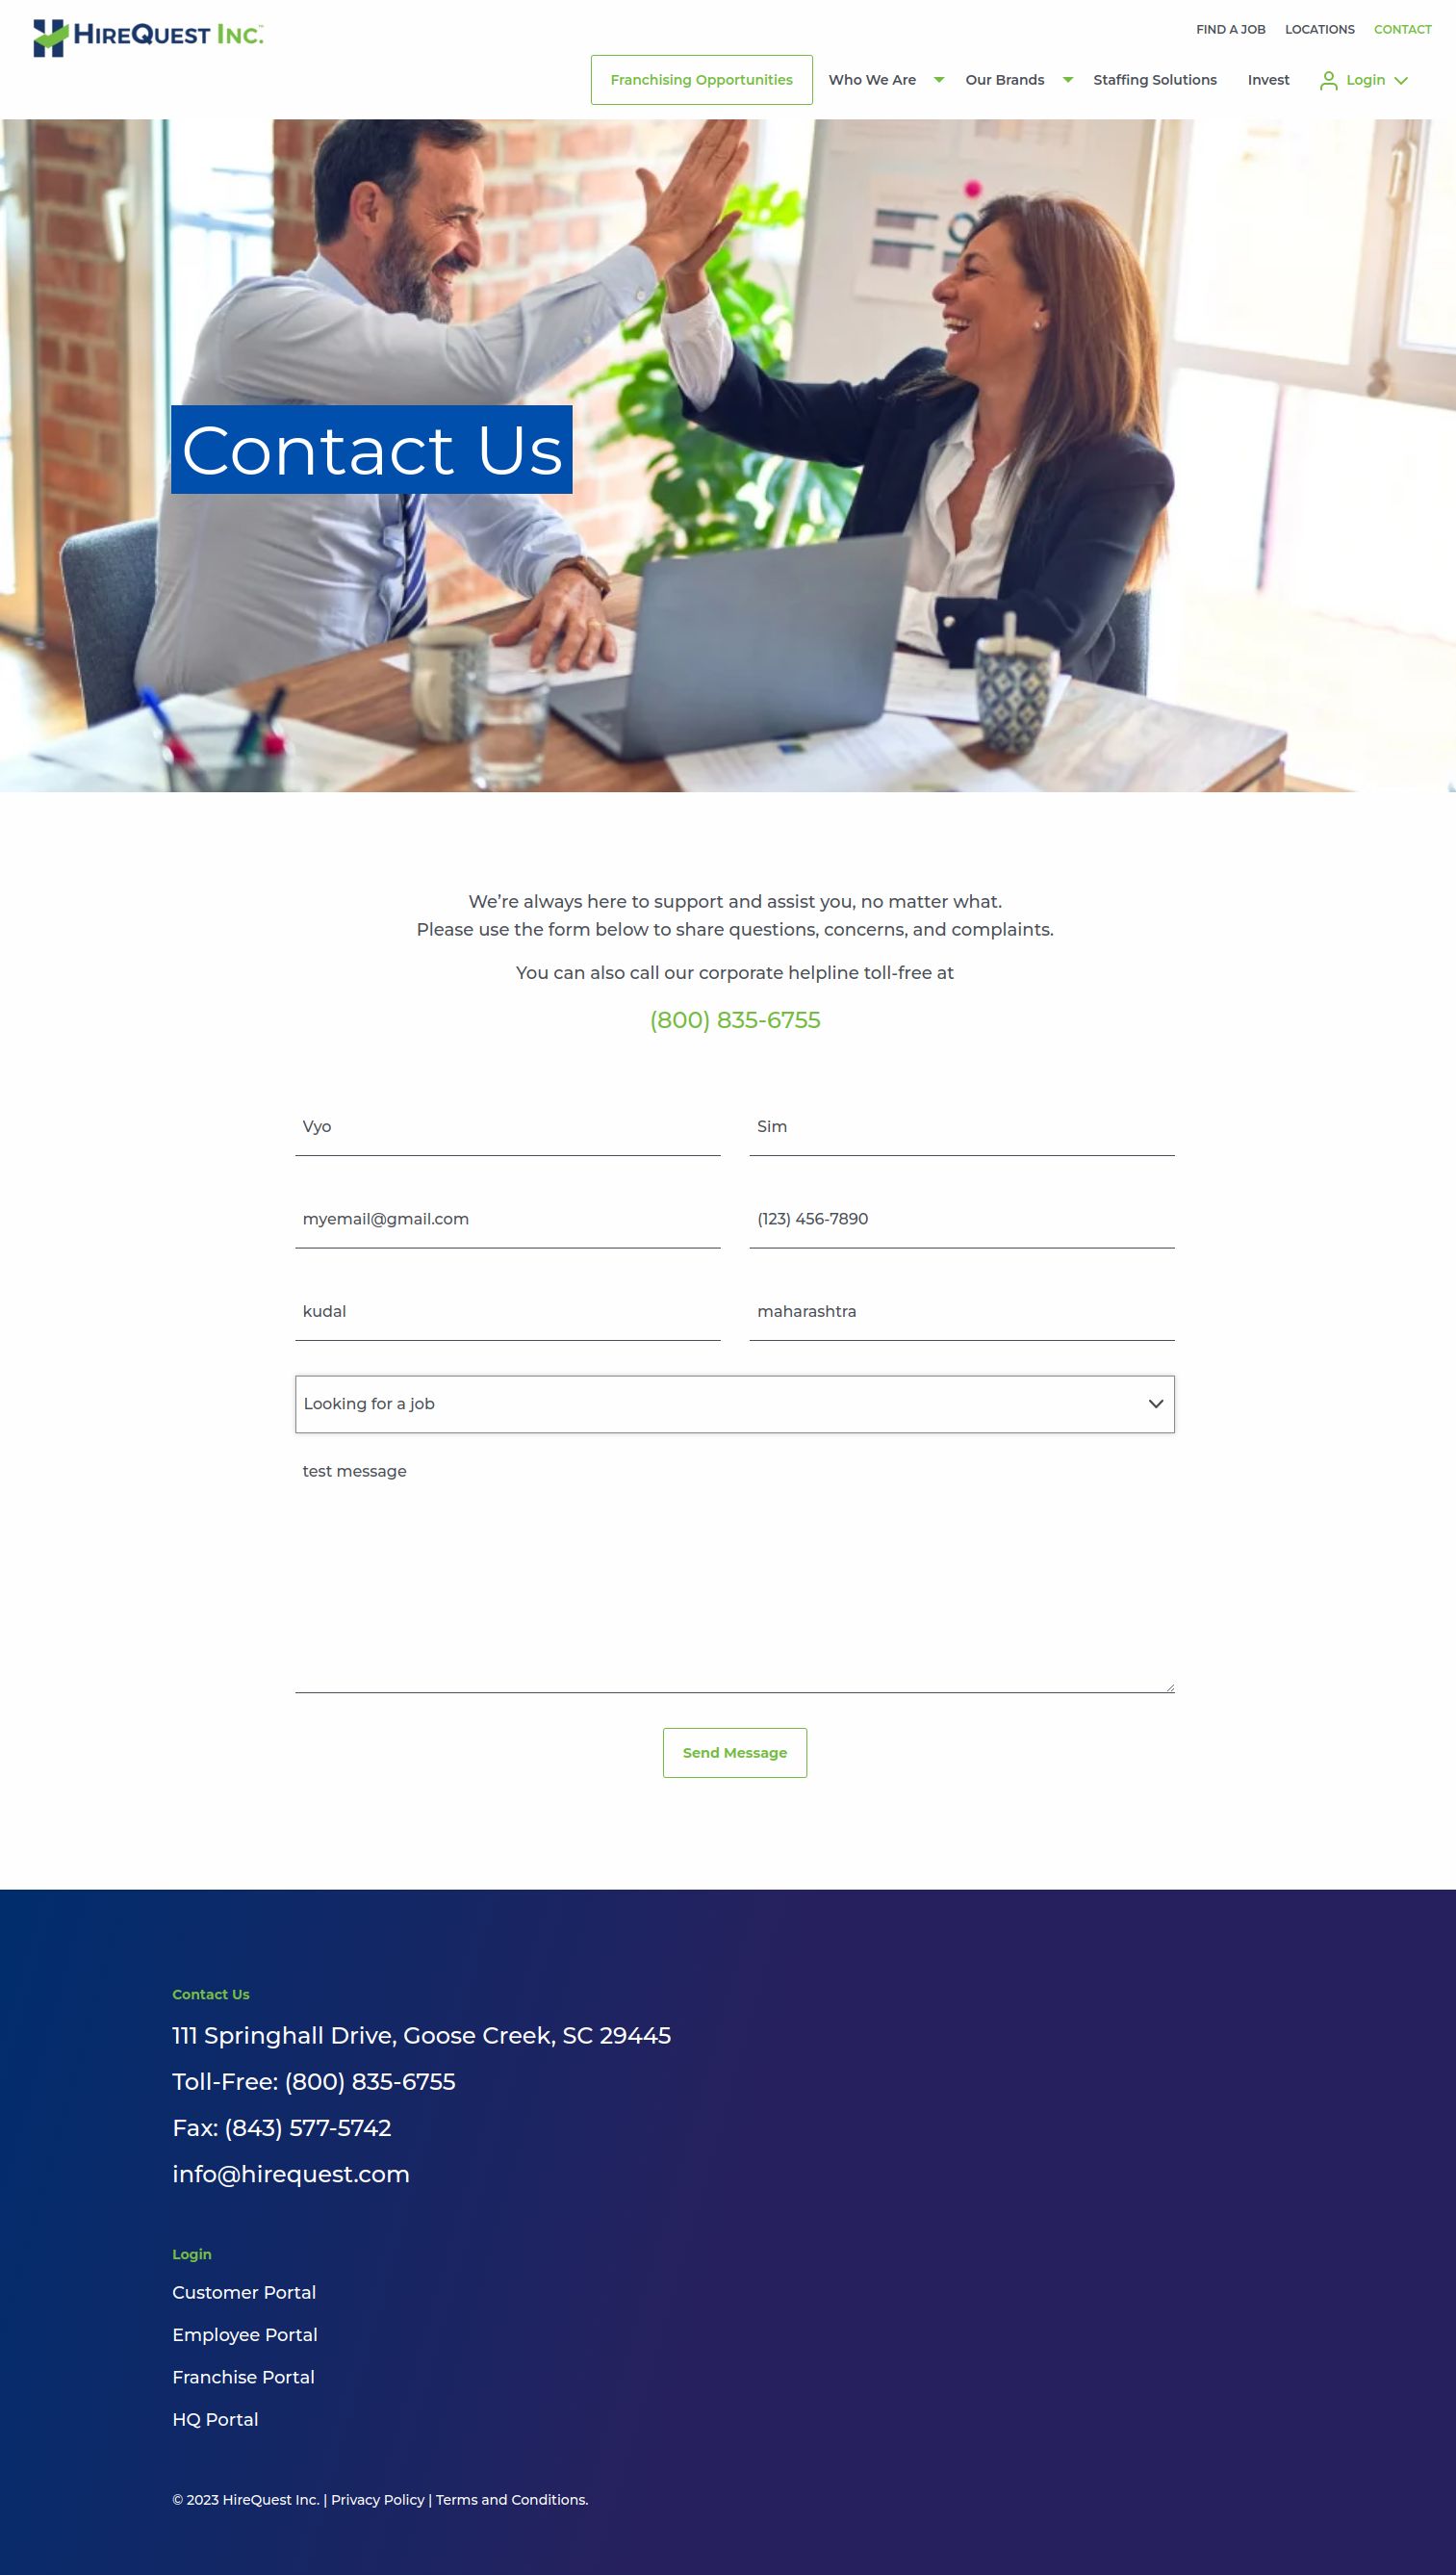 HIREQUEST INC.™
FIND A JOB LOCATIONS CONTACT
Franchising Opportunities Who We Are Our Brands Staffing Solutions Invest Login
Contact Us
We’re always here to support and assist you, no matter what.
Please use the form below to share questions, concerns, and complaints.
You can also call our corporate helpline toll-free at
(800) 835-6755
Vyo Sim
myemail@gmail.com (123) 456-7890
kudal maharashtra
Looking for a job
test message
Send Message
Contact Us
111 Springhall Drive, Goose Creek, SC 29445
Toll-Free: (800) 835-6755
Fax: (843) 577-5742
info@hirequest.com
Login
Customer Portal
Employee Portal
Franchise Portal
HQ Portal
© 2023 HireQuest Inc. | Privacy Policy | Terms and Conditions.